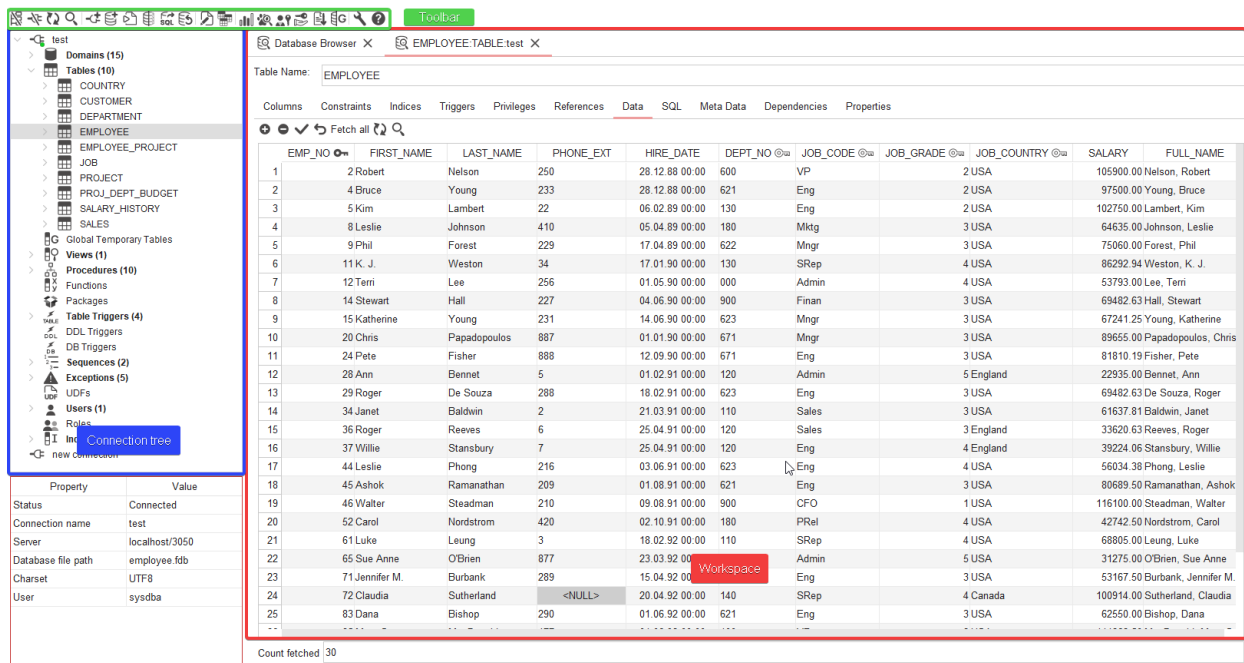 Toolbar
test
Domains (15)
Tables (10)
COUNTRY
CUSTOMER
DEPARTMENT
EMPLOYEE
EMPLOYEE_PROJECT
JOB
PROJECT
PROJ_DEPT_BUDGET
SALARY_HISTORY
SALES
Global Temporary Tables
Views (1)
Procedures (10)
Functions
Packages
Table Triggers (4)
DDL Triggers
DB Triggers
Sequences (2)
Exceptions (5)
UDFs
Users (1)
Roles
Connection tree
new connection
Property Value
Status Connected
Connection name test
Server localhost/3050
Database file path employee.fdb
Charset UTF8
User sysdba
Database Browser EMPLOYEE:TABLE:test
Table Name: EMPLOYEE
Columns Constraints Indices Triggers Privileges References Data SQL Meta Data Dependencies Properties
Fetch all
EMP_NO FIRST_NAME LAST_NAME PHONE_EXT HIRE_DATE DEPT_NO JOB_CODE JOB_GRADE JOB_COUNTRY SALARY FULL_NAME
1 2 Robert Nelson 250 28.12.88 00:00 600 VP 2 USA 105900.00 Nelson, Robert
2 4 Bruce Young 233 28.12.88 00:00 621 Eng 2 USA 97500.00 Young, Bruce
3 5 Kim Lambert 22 06.02.89 00:00 130 Eng 2 USA 102750.00 Lambert, Kim
4 8 Leslie Johnson 410 05.04.89 00:00 180 Mktg 3 USA 64635.00 Johnson, Leslie
5 9 Phil Forest 229 17.04.89 00:00 622 Mngr 3 USA 75060.00 Forest, Phil
6 11 K. J. Weston 34 17.01.90 00:00 130 SRep 4 USA 86292.94 Weston, K. J.
7 12 Terri Lee 256 01.05.90 00:00 000 Admin 4 USA 53793.00 Lee, Terri
8 14 Stewart Hall 227 04.06.90 00:00 900 Finan 3 USA 69482.63 Hall, Stewart
9 15 Katherine Young 231 14.06.90 00:00 623 Mngr 3 USA 67241.25 Young, Katherine
10 20 Chris Papadopoulos 887 01.01.90 00:00 671 Mngr 3 USA 89655.00 Papadopoulos, Chris
11 24 Pete Fisher 888 12.09.90 00:00 671 Eng 3 USA 81810.19 Fisher, Pete
12 28 Ann Bennet 5 01.02.91 00:00 120 Admin 5 England 22935.00 Bennet, Ann
13 29 Roger De Souza 288 18.02.91 00:00 623 Eng 3 USA 69482.63 De Souza, Roger
14 34 Janet Baldwin 2 21.03.91 00:00 110 Sales 3 USA 61637.81 Baldwin, Janet
15 36 Roger Reeves 6 25.04.91 00:00 120 Sales 3 England 33620.63 Reeves, Roger
16 37 Willie Stansbury 7 25.04.91 00:00 120 Eng 4 England 39224.06 Stansbury, Willie
17 44 Leslie Phong 216 03.06.91 00:00 623 Eng 4 USA 56034.38 Phong, Leslie
18 45 Ashok Ramanathan 209 01.08.91 00:00 621 Eng 3 USA 80689.50 Ramanathan, Ashok
19 46 Walter Steadman 210 09.08.91 00:00 900 CFO 1 USA 116100.00 Steadman, Walter
20 52 Carol Nordstrom 420 02.10.91 00:00 180 PRel 4 USA 42742.50 Nordstrom, Carol
21 61 Luke Leung 3 18.02.92 00:00 110 SRep 4 USA 68805.00 Leung, Luke
22 65 Sue Anne O'Brien 877 23.03.92 00 Admin 5 USA 31275.00 O'Brien, Sue Anne
23 71 Jennifer M. Burbank 289 15.04.92 00 Eng 3 USA 53167.50 Burbank, Jennifer M.
Workspace
24 72 Claudia Sutherland <NULL> 20.04.92 00:00 140 SRep 4 Canada 100914.00 Sutherland, Claudia
25 83 Dana Bishop 290 01.06.92 00:00 621 Eng 3 USA 62550.00 Bishop, Dana
Count fetched 30